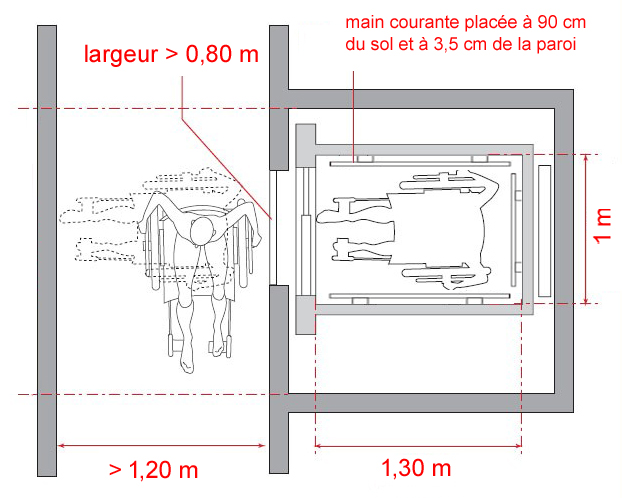 main courante placée à 90 cm
du sol et à 3,5 cm de la paroi
largeur > 0,80 m
1 m
> 1,20 m
1,30 m